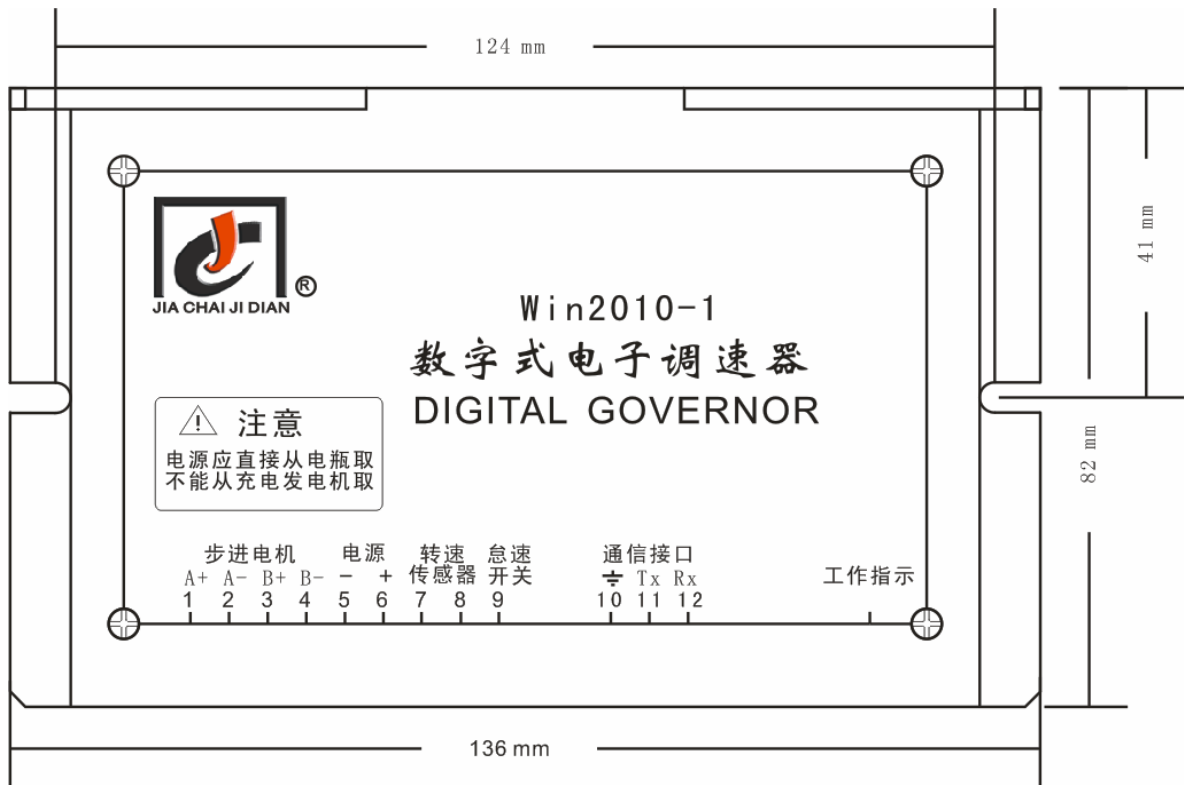 124 mm
41 mm
JIA CHAI JI DIAN ®
Win2010-1
数字式电子调速器
DIGITAL GOVERNOR
注意
电源应直接从电瓶取
不能从充电发电机取
82 mm
步进电机 电源 转速 怠速 通信接口
A+ A- B+ B- - + 传感器 开关 Tx Rx 工作指示
1 2 3 4 5 6 7 8 9 10 11 12
136 mm